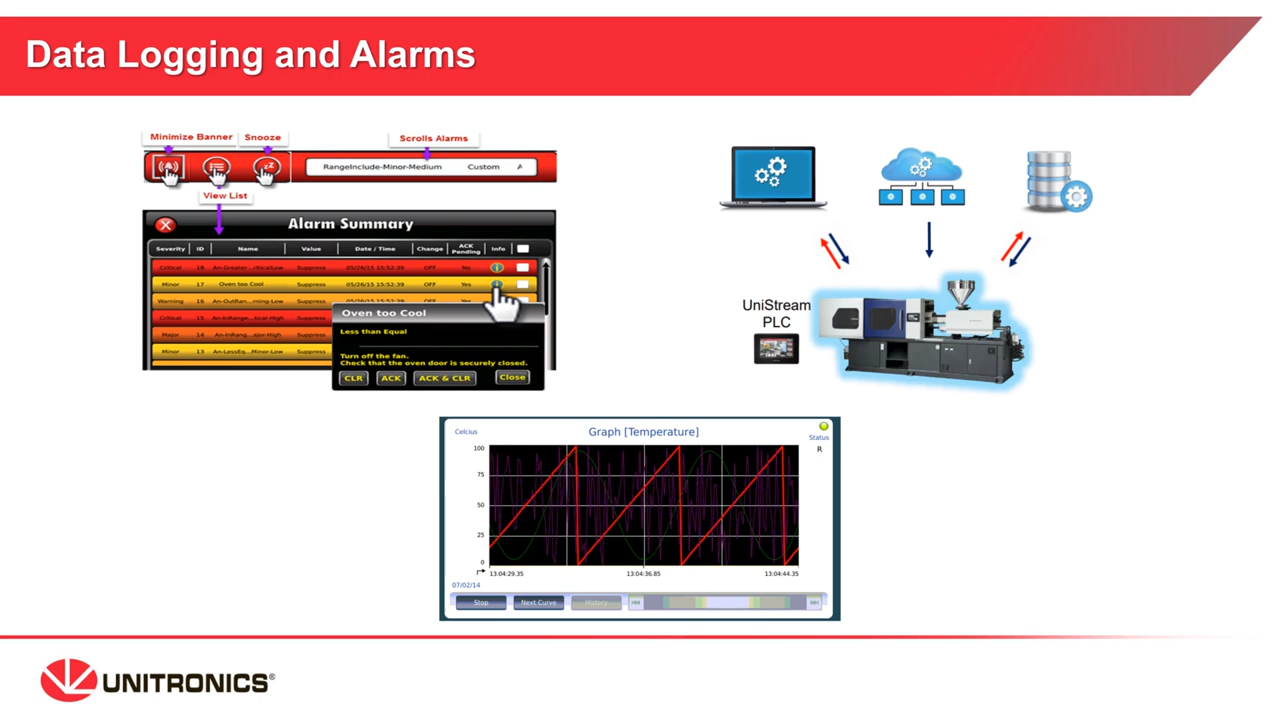 Data Logging and Alarms
Minimize Banner
Snooze
Scrolls Alarms
RangeInclude-Minor-Medium Custom
View List
Alarm Summary
Severity ID Name Value Date / Time Change ACK Pending Info
Critical 18 An-Greater...riticalLow Suppress 05/26/15 15:52:39 OFF No
Minor 17 Oven too Cool Suppress 05/26/15 15:52:39 OFF Yes
Warning 16 An-OutRan...ming-Low Suppress 05/26/15 15:52:39 OFF Yes
Critical 15 An-InRange...tical-High Suppress
Major 14 An-InRang...ajor-High Suppress
Minor 13 An-LessEq...Minor-Low Suppress
Oven too Cool
Less than Equal
Turn off the fan.
Check that the oven door is securely closed.
CLR ACK ACK & CLR Close
UniStream
PLC
Celcius
Graph [Temperature]
Status
R
100
75
50
25
0
13:04:29.35 13:04:36.85 13:04:44.35
07/02/14
Stop Next Curve History
UNITRONICS®